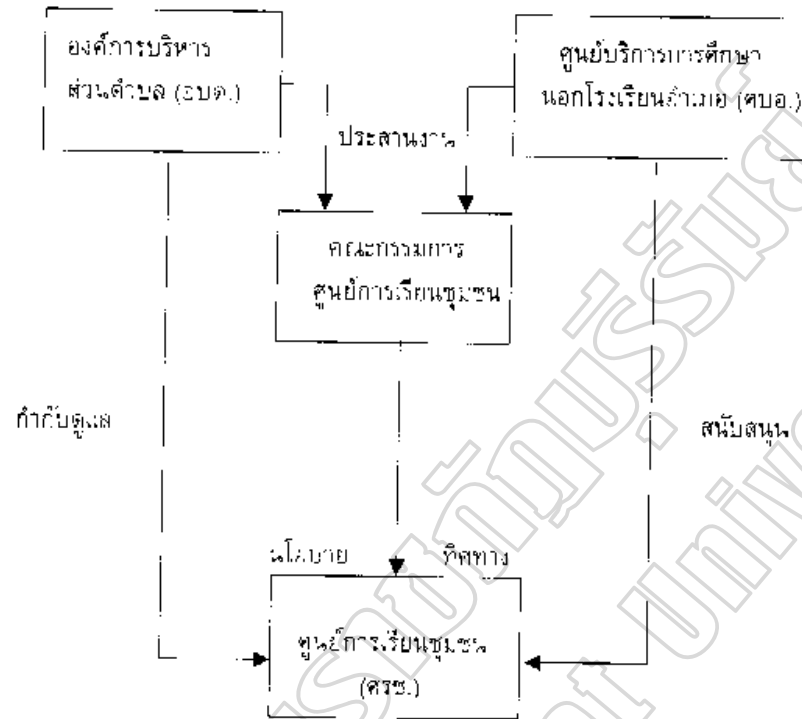 องค์การบริหาร
ส่วนตำบล (อบต.)
ศูนย์บริการการศึกษา
นอกโรงเรียนอำเภอ (ศบอ.)
ประสานงาน
คณะกรรมการ
ศูนย์การเรียนชุมชน
กำกับดูแล
สนับสนุน
นโยบาย ทิศทาง
ศูนย์การเรียนชุมชน
(ศรช.)